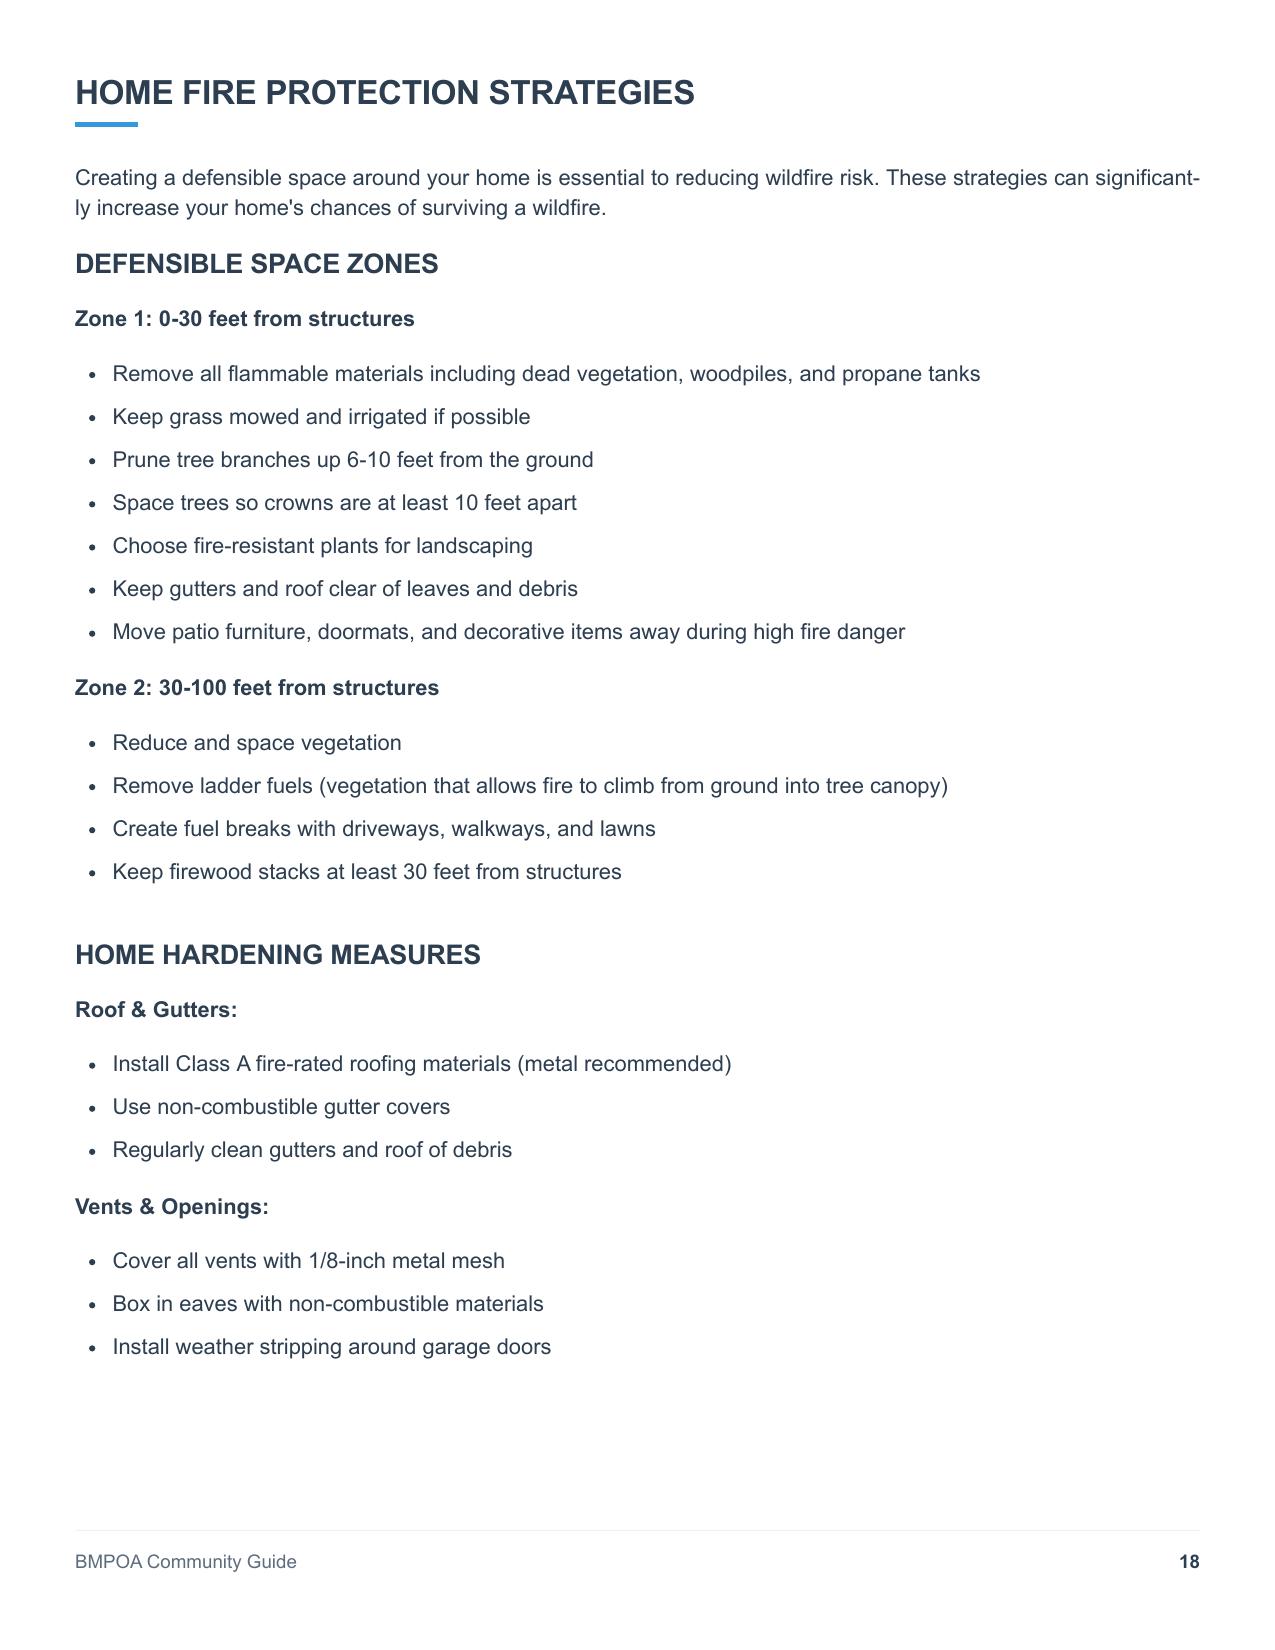 HOME FIRE PROTECTION STRATEGIES
Creating a defensible space around your home is essential to reducing wildfire risk. These strategies can significant-
ly increase your home's chances of surviving a wildfire.
DEFENSIBLE SPACE ZONES
Zone 1: 0-30 feet from structures
• Remove all flammable materials including dead vegetation, woodpiles, and propane tanks
• Keep grass mowed and irrigated if possible
• Prune tree branches up 6-10 feet from the ground
• Space trees so crowns are at least 10 feet apart
• Choose fire-resistant plants for landscaping
• Keep gutters and roof clear of leaves and debris
• Move patio furniture, doormats, and decorative items away during high fire danger
Zone 2: 30-100 feet from structures
• Reduce and space vegetation
• Remove ladder fuels (vegetation that allows fire to climb from ground into tree canopy)
• Create fuel breaks with driveways, walkways, and lawns
• Keep firewood stacks at least 30 feet from structures
HOME HARDENING MEASURES
Roof & Gutters:
• Install Class A fire-rated roofing materials (metal recommended)
• Use non-combustible gutter covers
• Regularly clean gutters and roof of debris
Vents & Openings:
• Cover all vents with 1/8-inch metal mesh
• Box in eaves with non-combustible materials
• Install weather stripping around garage doors
BMPOA Community Guide 18